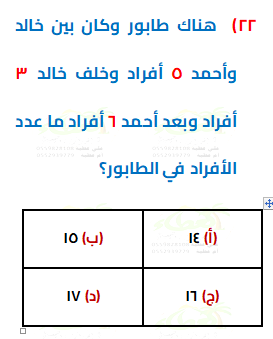 ٢٢) هناك طابور وكان بين خالد
وأحمد ٥ أفراد وخلف خالد ٣
أفراد وبعد أحمد ٦ أفراد ما عدد
الأفراد في الطابور؟
(أ) ١٤ (ب) ١٥
(ج) ١٦ (د) ١٧